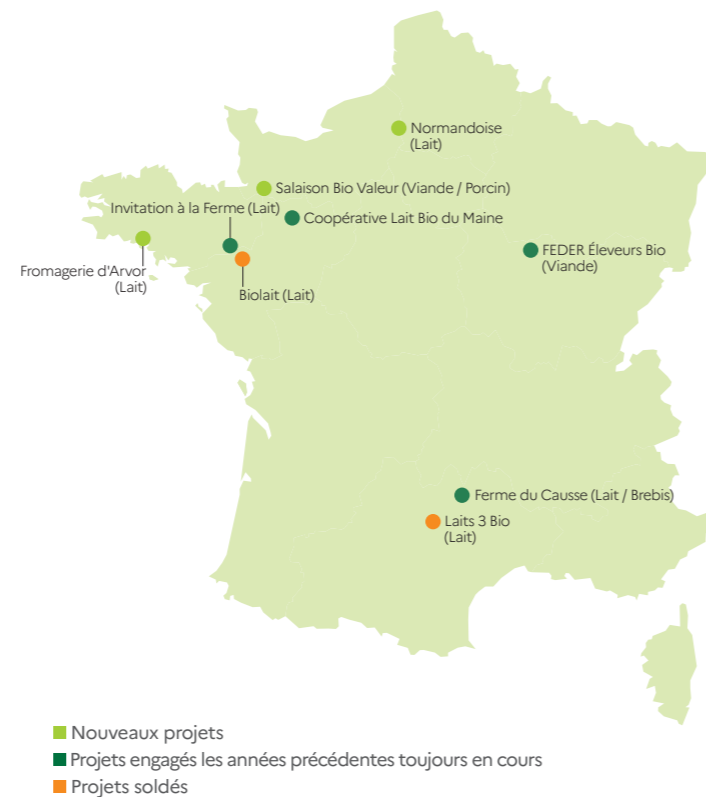 Normandoise
(Lait)
Salaison Bio Valeur (Viande / Porcin)
Invitation à la Ferme (Lait)
Coopérative Lait Bio du Maine
FEDER Éleveurs Bio
(Viande)
Fromagerie d'Arvor
(Lait)
Biolait (Lait)
Ferme du Causse (Lait / Brebis)
Laits 3 Bio
(Lait)
Nouveaux projets
Projets engagés les années précédentes toujours en cours
Projets soldés